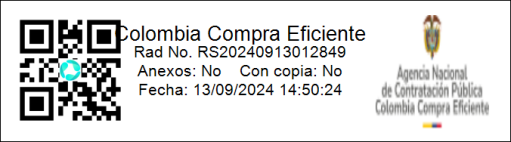 Colombia Compra Eficiente
Rad No. RS20240913012849
Anexos: No Con copia: No
Fecha: 13/09/2024 14:50:24
Agencia Nacional
de Contratación Pública
Colombia Compra Eficiente